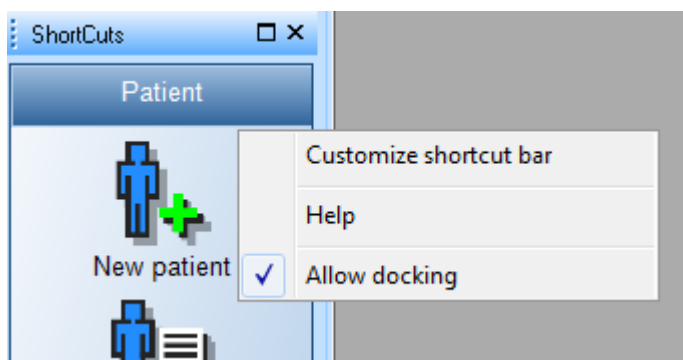 ShortCuts
Patient
Customize shortcut bar
Help
New patient
Allow docking